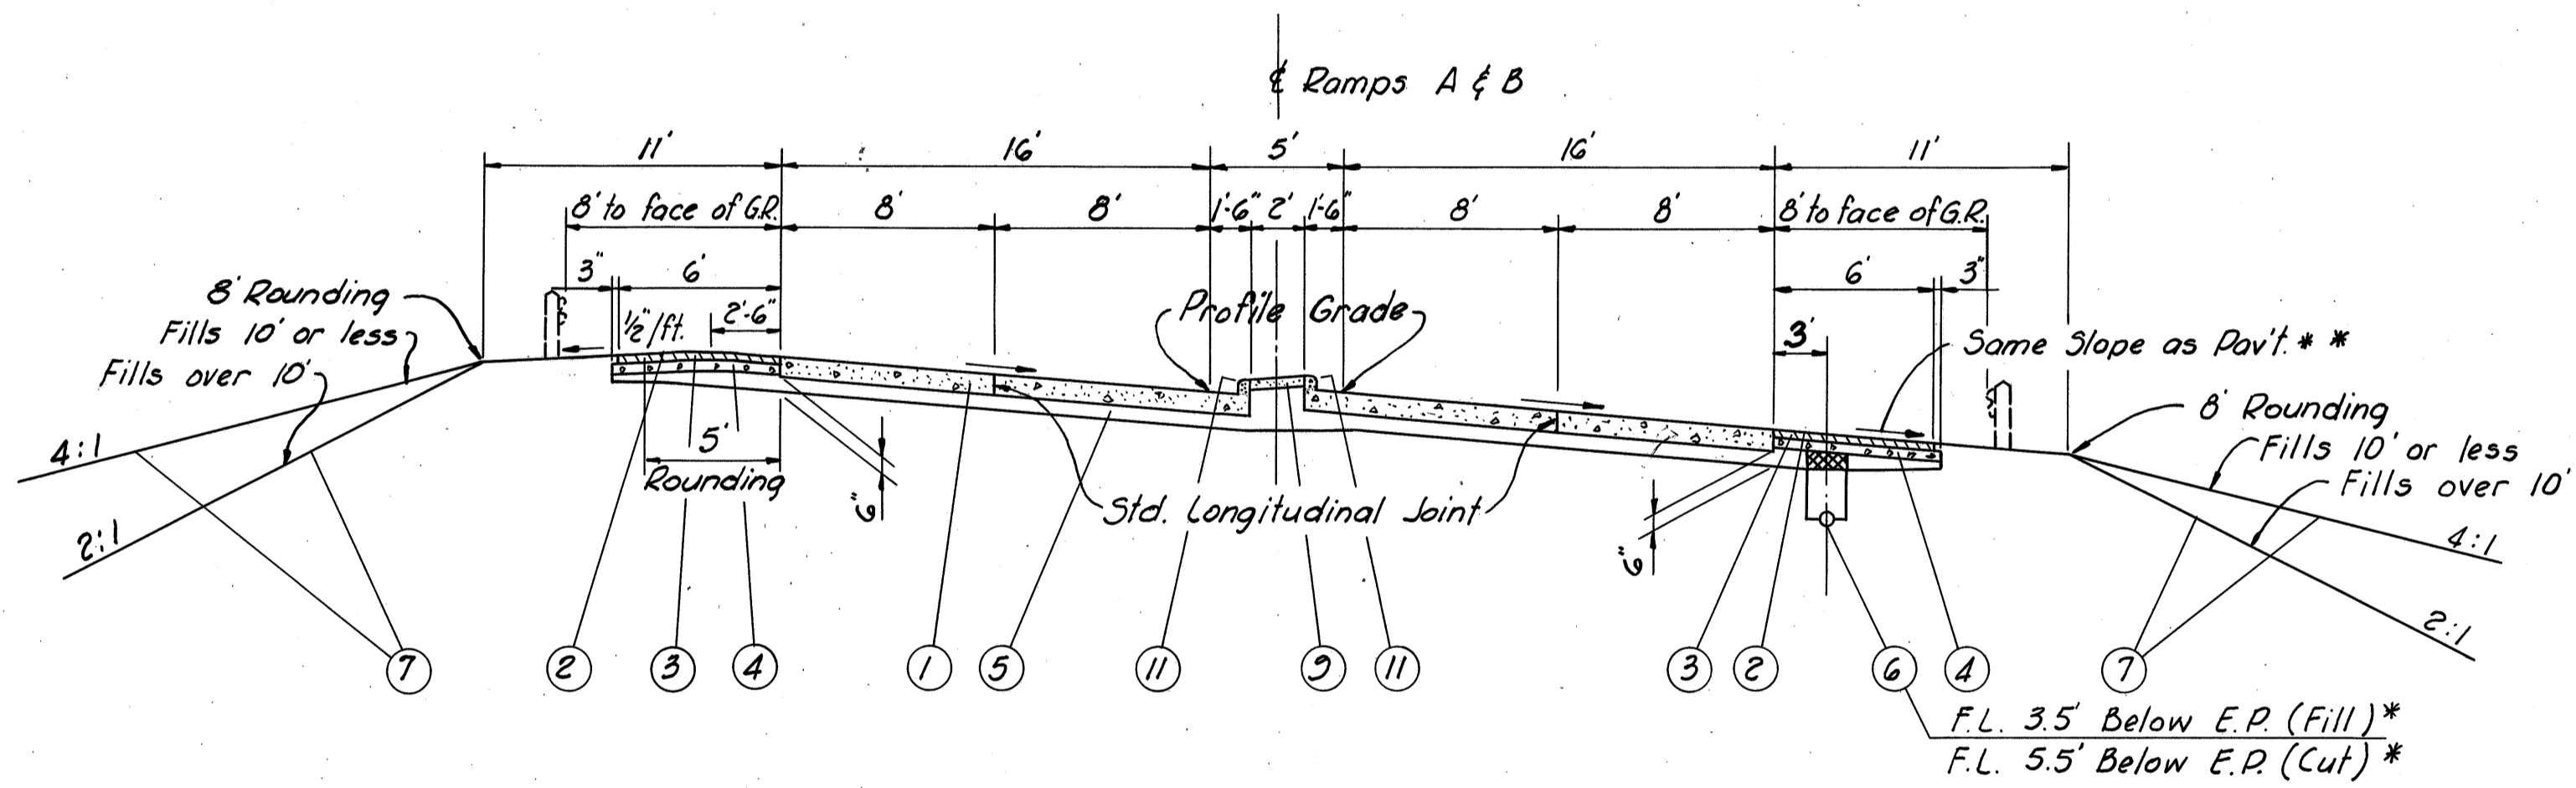 ℄ Ramps A & B
11' 16' 5' 16' 11'
8' to face of G.R. 8' 8' 1'-6" 2' 1'-6" 8' 8' 8' to face of G.R.
3" 6' 6' 3"
8' Rounding
Fills 10' or less
Fills over 10'
1/2"/ft. 2'-6"
Profile Grade
3'
Same Slope as Pav't. * *
8' Rounding
Fills 10' or less
Fills over 10'
4:1
2:1
5'
Rounding
6"
Std. Longitudinal Joint
6"
4:1
2:1
7 2 3 4 1 5 11 9 11 3 2 6 4 7
F.L. 3.5' Below E.P. (Fill)*
F.L. 5.5' Below E.P. (Cut)*